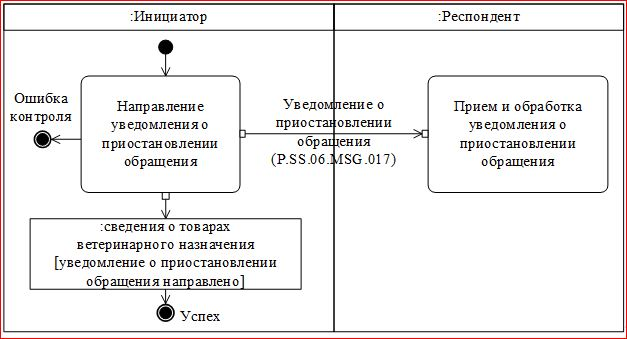 :Инициатор
:Респондент
Ошибка
контроля
Направление
уведомления о
приостановлении
обращения
Уведомление о
приостановлении
обращения
(P.SS.06.MSG.017)
Прием и обработка
уведомления о
приостановлении
обращения
:сведения о товарах
ветеринарного назначения
[уведомление о приостановлении
обращения направлено]
Успех